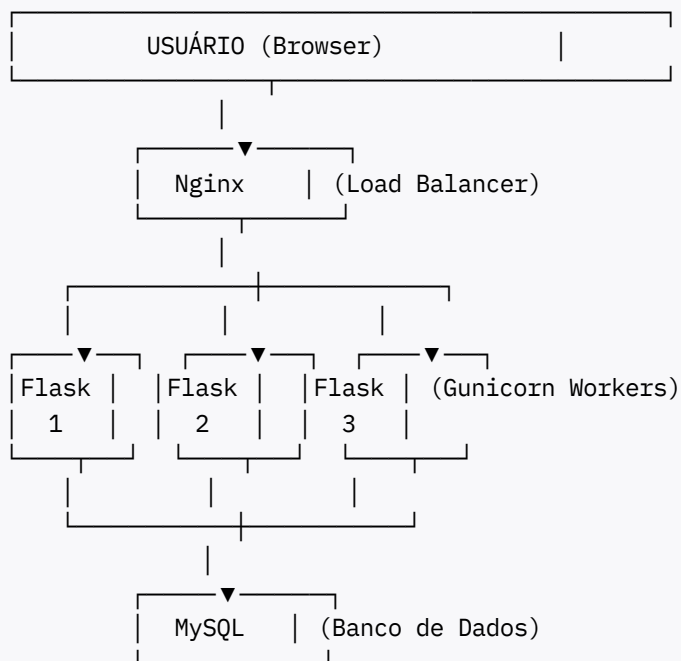 USUÁRIO (Browser)
Nginx (Load Balancer)
Flask Flask Flask (Gunicorn Workers)
1 2 3
MySQL (Banco de Dados)